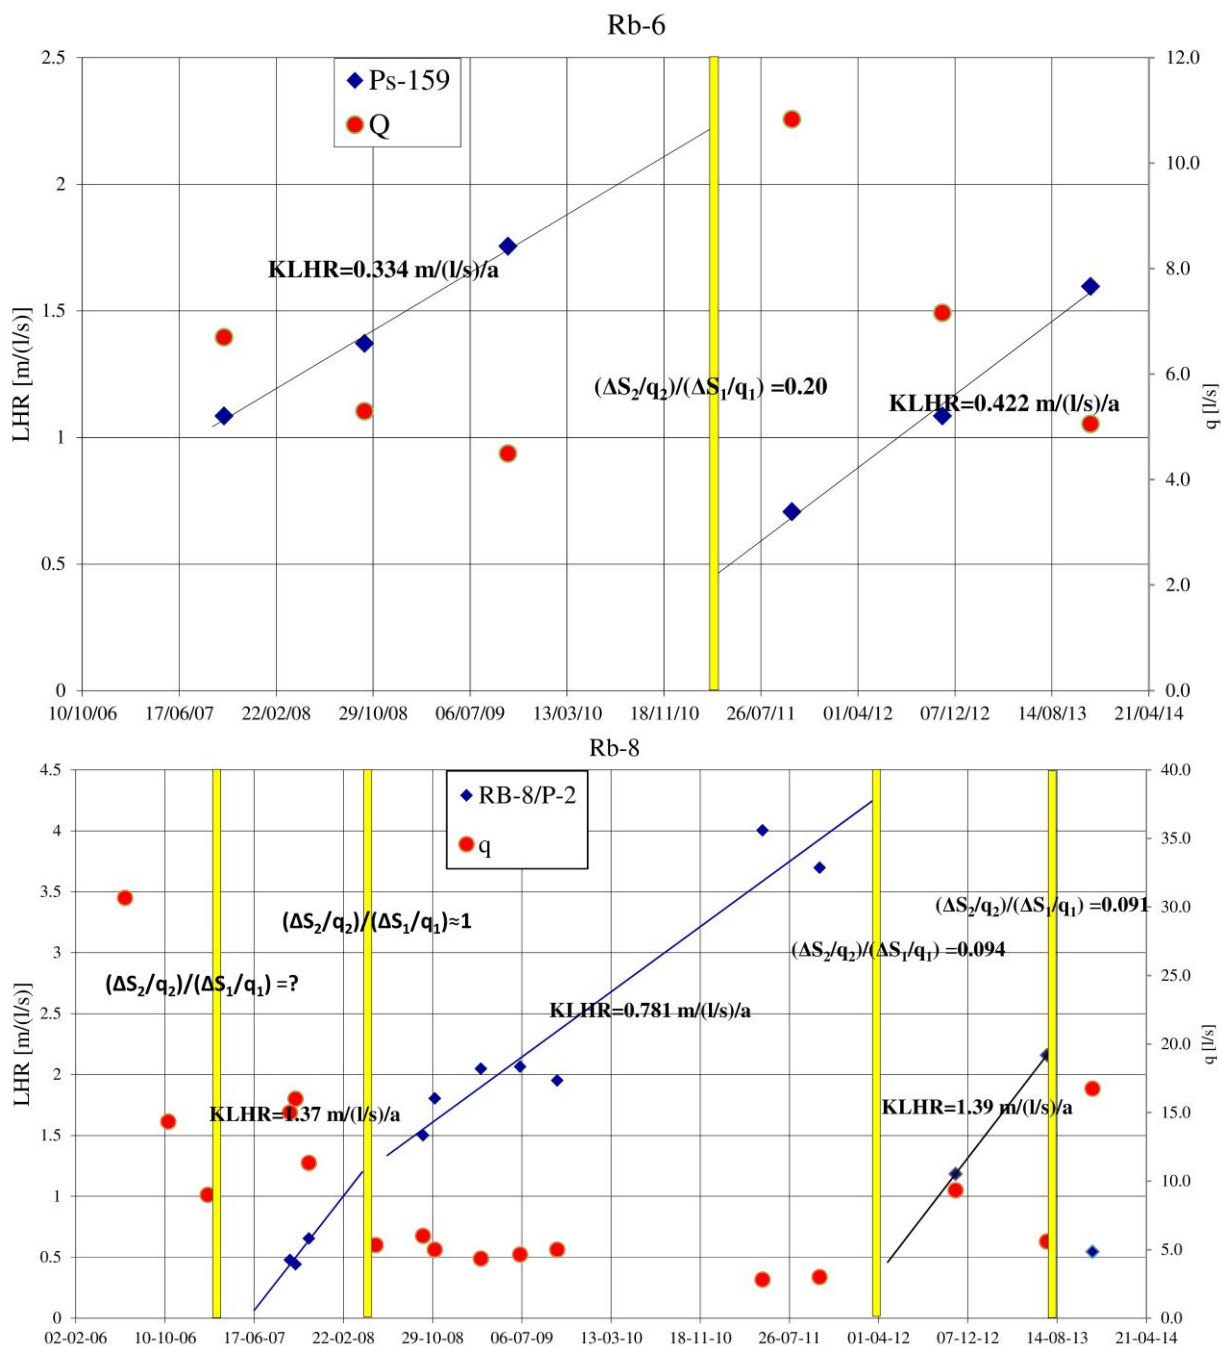 Rb-6
2.5
2
1.5
1
0.5
0
LHR [m/(l/s)]
Ps-159
Q
12.0
10.0
8.0
6.0
4.0
2.0
0.0
q [l/s]
KLHR=0.334 m/(l/s)/a
(ΔS₂/q₂)/(ΔS₁/q₁) =0.20
KLHR=0.422 m/(l/s)/a
10/10/06 17/06/07 22/02/08 29/10/08 06/07/09 13/03/10 18/11/10 26/07/11 01/04/12 07/12/12 14/08/13 21/04/14
Rb-8
4.5
4
3.5
3
2.5
2
1.5
1
0.5
0
LHR [m/(l/s)]
RB-8/P-2
q
40.0
35.0
30.0
25.0
20.0
15.0
10.0
5.0
0.0
q [l/s]
(ΔS₂/q₂)/(ΔS₁/q₁) =0.091
(ΔS₂/q₂)/(ΔS₁/q₁)≈1
(ΔS₂/q₂)/(ΔS₁/q₁) =0.094
(ΔS₂/q₂)/(ΔS₁/q₁) =?
KLHR=0.781 m/(l/s)/a
KLHR=1.37 m/(l/s)/a
KLHR=1.39 m/(l/s)/a
02-02-06 10-10-06 17-06-07 22-02-08 29-10-08 06-07-09 13-03-10 18-11-10 26-07-11 01-04-12 07-12-12 14-08-13 21-04-14